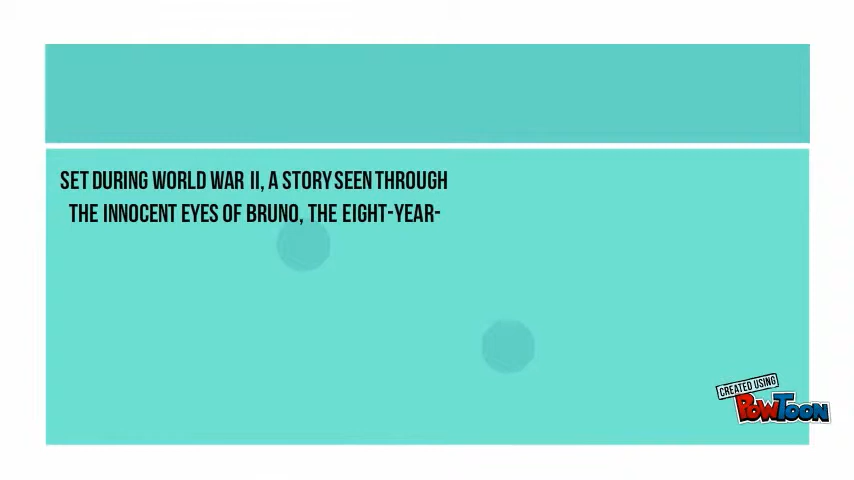 SET DURING WORLD WAR II, A STORY SEEN THROUGH
THE INNOCENT EYES OF BRUNO, THE EIGHT-YEAR-
CREATED USING
POWTOON